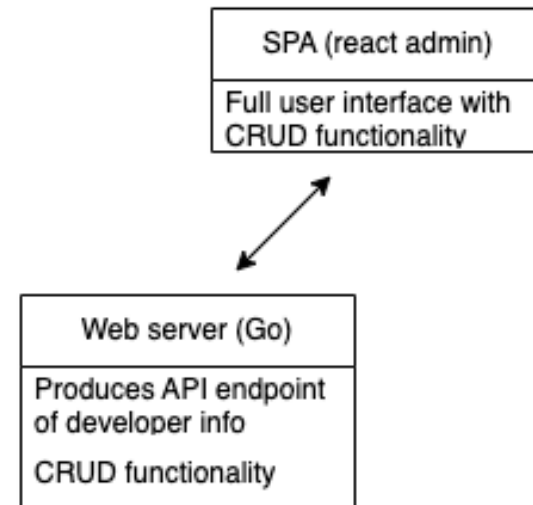 SPA (react admin)
Full user interface with
CRUD functionality
Web server (Go)
Produces API endpoint
of developer info
CRUD functionality